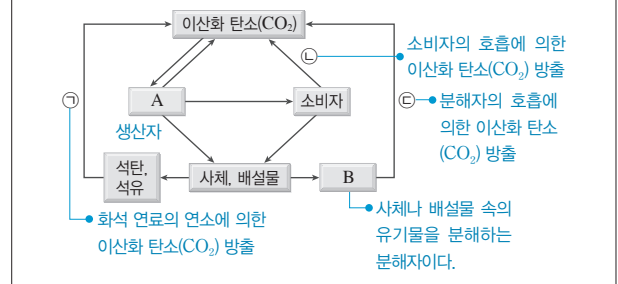 이산화 탄소(CO₂)
㉡
소비자의 호흡에 의한
이산화 탄소(CO₂) 방출
㉠
A
소비자
㉢
분해자의 호흡에
의한 이산화 탄소
(CO₂) 방출
생산자
석탄,
석유
사체, 배설물
B
화석 연료의 연소에 의한
이산화 탄소(CO₂) 방출
사체나 배설물 속의
유기물을 분해하는
분해자이다.